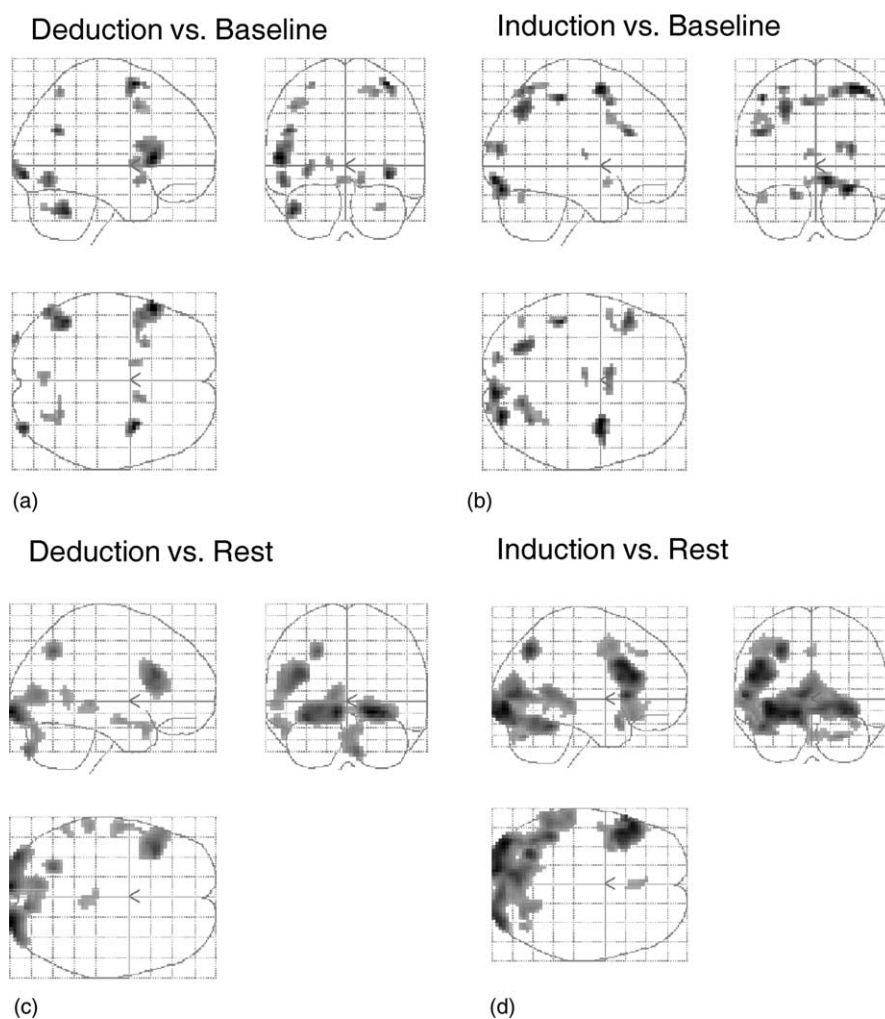 Deduction vs. Baseline
Induction vs. Baseline
(a)
(b)
Deduction vs. Rest
Induction vs. Rest
(c)
(d)